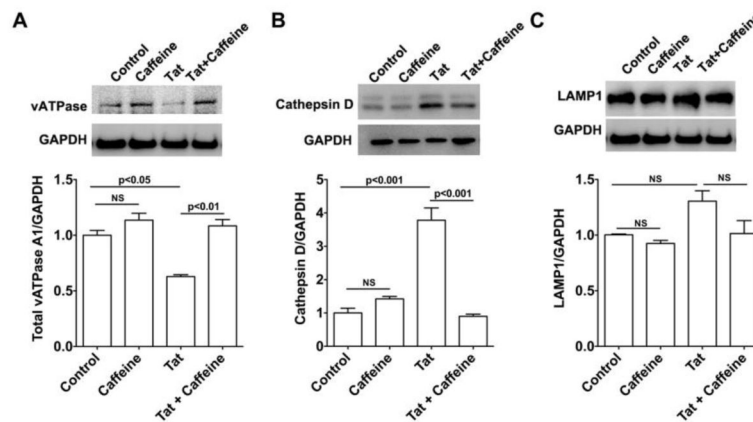 A
Control
Caffeine
Tat
Tat+Caffeine
vATPase
GAPDH
Total vATPase A1/GAPDH
1.5
1.0
0.5
0.0
p<0.05
NS
p<0.01
Control
Caffeine
Tat
Tat + Caffeine
B
Control
Caffeine
Tat
Tat+Caffeine
Cathepsin D
GAPDH
Cathepsin D/GAPDH
5
4
3
2
1
0
p<0.001
p<0.001
NS
Control
Caffeine
Tat
Tat + Caffeine
C
Control
Caffeine
Tat
Tat+Caffeine
LAMP1
GAPDH
LAMP1/GAPDH
1.5
1.0
0.5
0.0
NS
NS
NS
Control
Caffeine
Tat
Tat + Caffeine